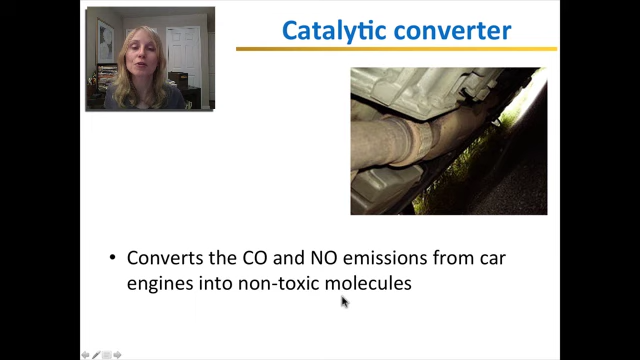 Catalytic converter
• Converts the CO and NO emissions from car
engines into non-toxic molecules